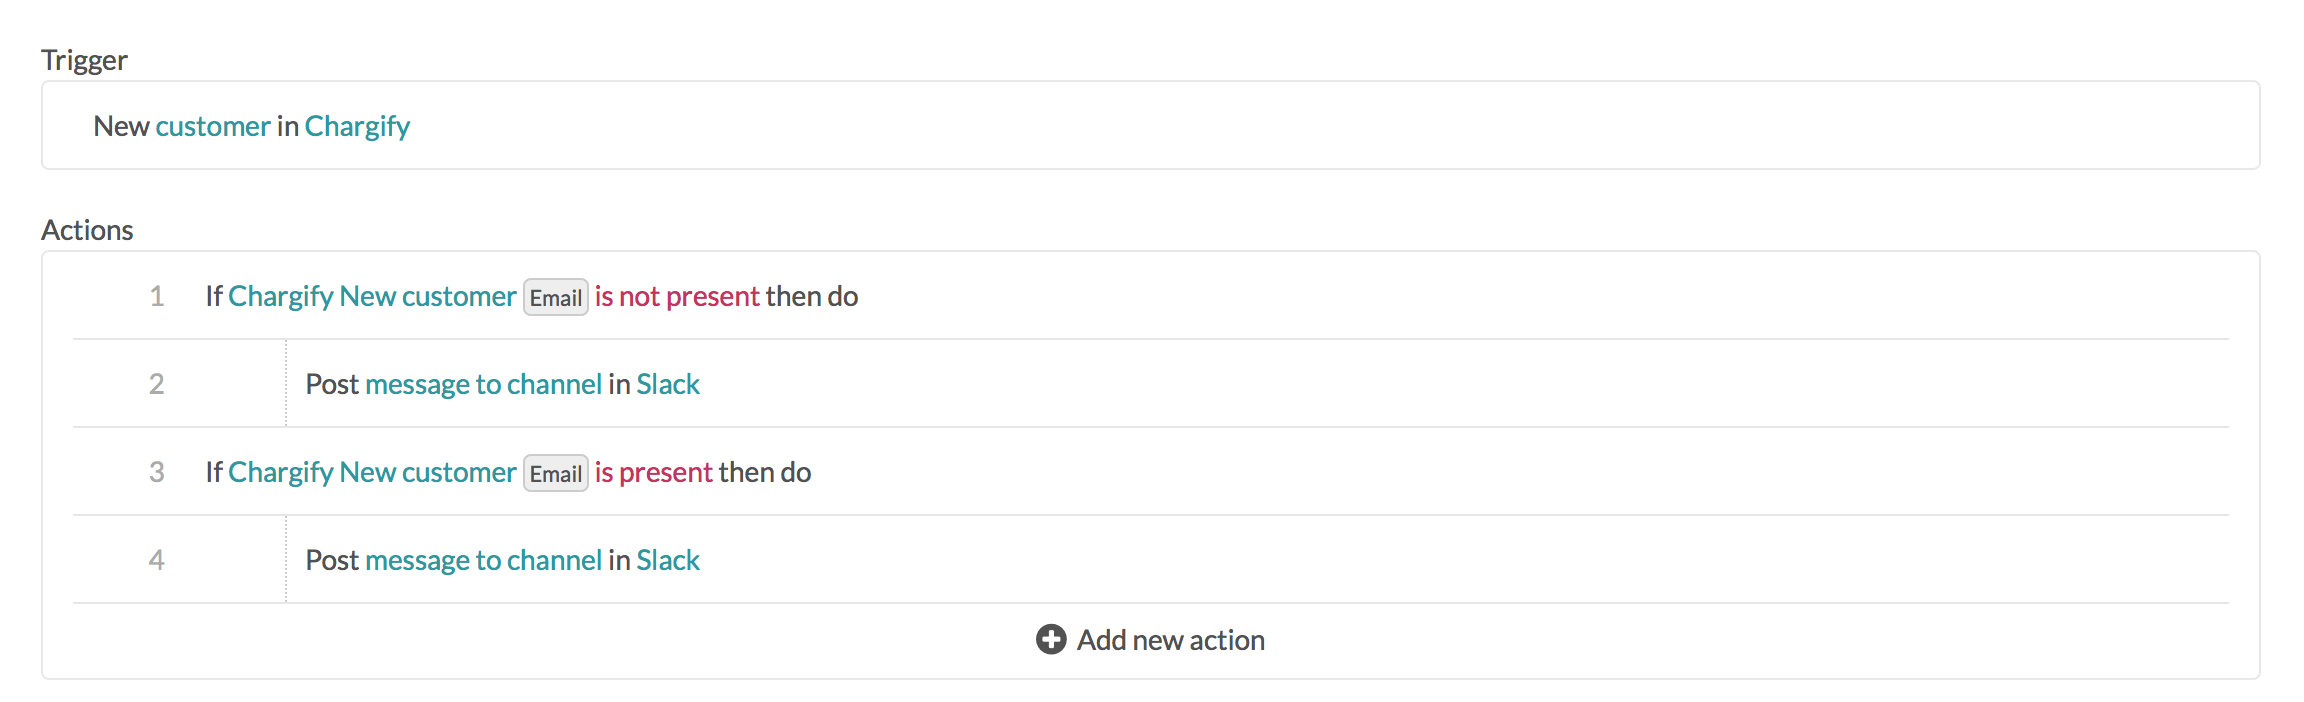 Trigger
New customer in Chargify
Actions
1 If Chargify New customer Email is not present then do
2 Post message to channel in Slack
3 If Chargify New customer Email is present then do
4 Post message to channel in Slack
Add new action